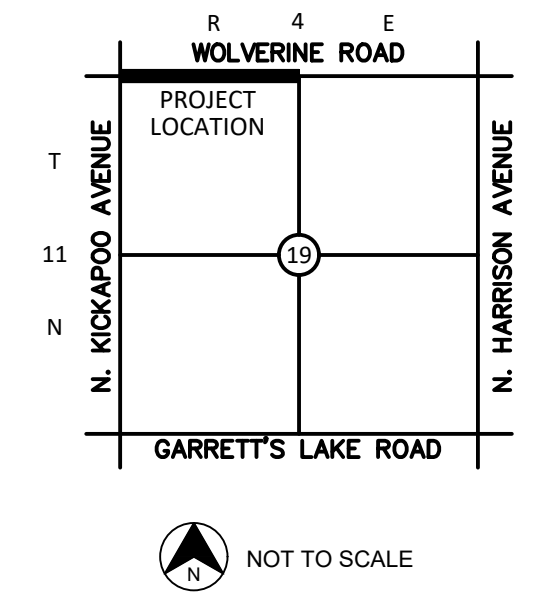 R 4 E
WOLVERINE ROAD
PROJECT
LOCATION
T
11
N
N. KICKAPOO AVENUE
19
N. HARRISON AVENUE
GARRETT'S LAKE ROAD
N
NOT TO SCALE